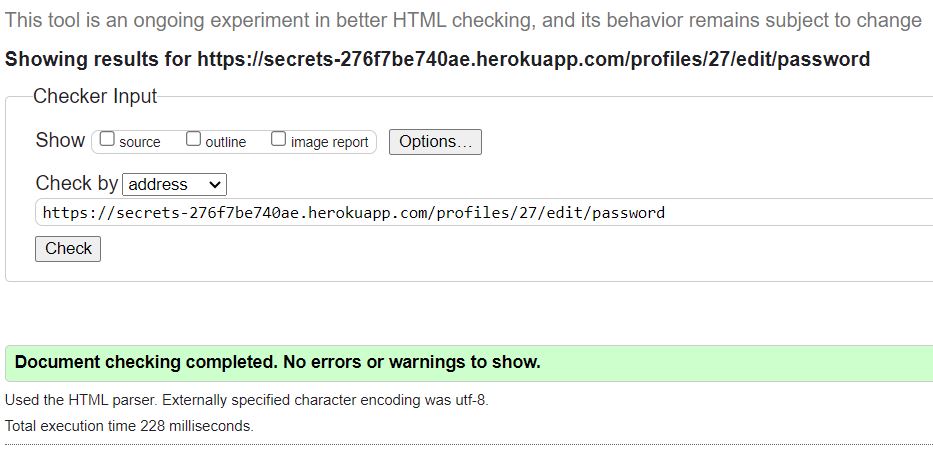 This tool is an ongoing experiment in better HTML checking, and its behavior remains subject to change
Showing results for https://secrets-276f7be740ae.herokuapp.com/profiles/27/edit/password
Checker Input
Show source outline image report Options...
Check by address
https://secrets-276f7be740ae.herokuapp.com/profiles/27/edit/password
Check
Document checking completed. No errors or warnings to show.
Used the HTML parser. Externally specified character encoding was utf-8.
Total execution time 228 milliseconds.